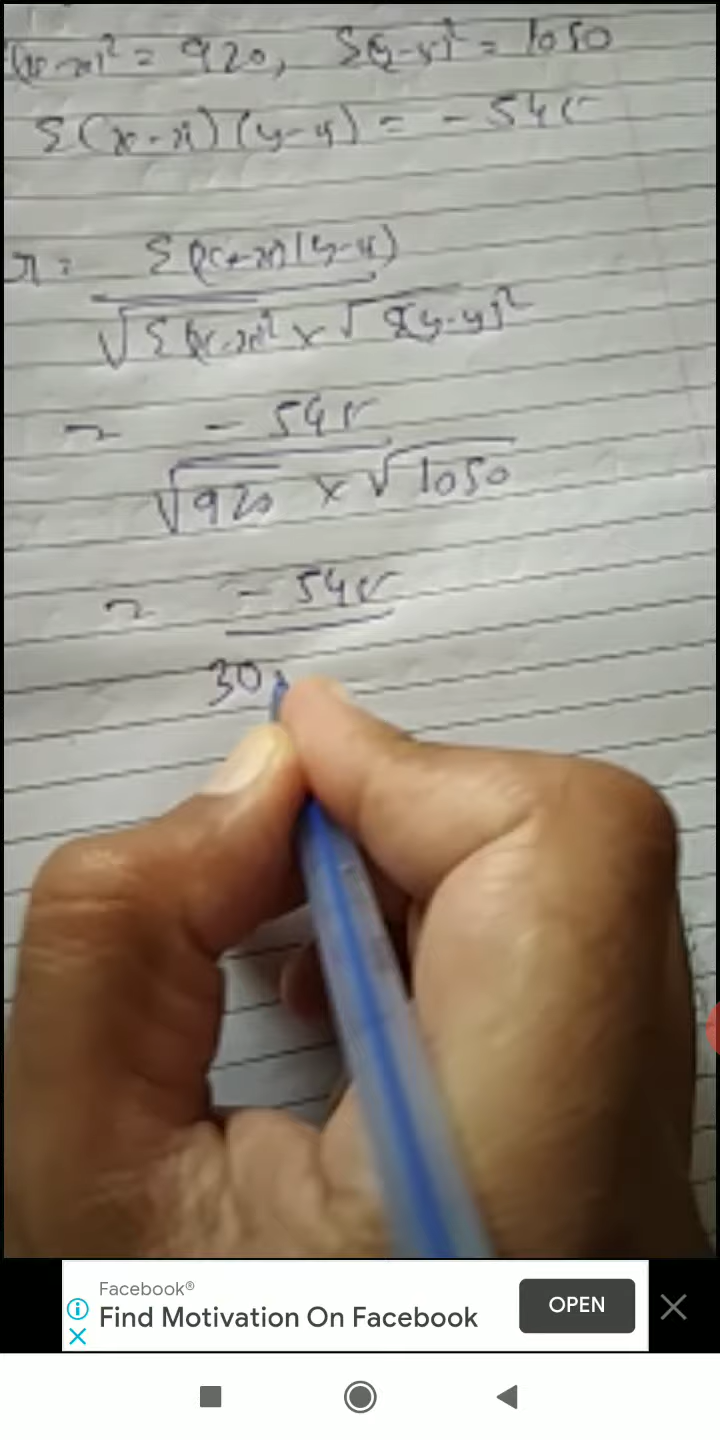 (x-x)² = 920, Σ(y-y)² = 1050
Σ(x-x)(y-y) = - 545
r = Σ(x-x)(y-y)
√Σ(x-x)² × √Σ(y-y)²
= - 545
√920 × √1050
= - 545
30.
Facebook®
Find Motivation On Facebook
OPEN